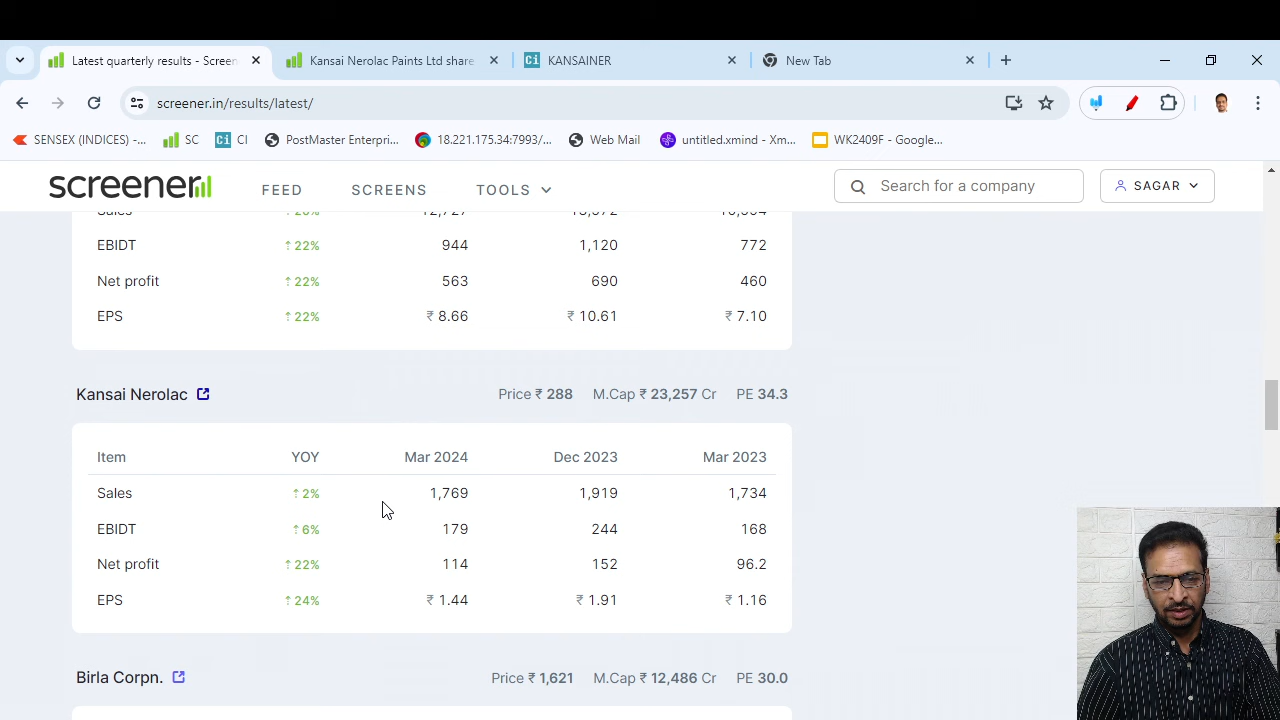 Latest quarterly results - Screen
Kansai Nerolac Paints Ltd share
Ci KANSAINER
New Tab
screener.in/results/latest/
SENSEX (INDICES) -...
SC
Ci CI
PostMaster Enterpri...
18.221.175.34:7993/...
Web Mail
untitled.xmind - Xm...
WK2409F - Google...
screener
FEED
SCREENS
TOOLS
Search for a company
SAGAR
EBIDT ↑22% 944 1,120 772
Net profit ↑22% 563 690 460
EPS ↑22% ₹ 8.66 ₹ 10.61 ₹ 7.10
Kansai Nerolac Price ₹ 288 M.Cap ₹ 23,257 Cr PE 34.3
Item YOY Mar 2024 Dec 2023 Mar 2023
Sales ↑2% 1,769 1,919 1,734
EBIDT ↑6% 179 244 168
Net profit ↑22% 114 152 96.2
EPS ↑24% ₹ 1.44 ₹ 1.91 ₹ 1.16
Birla Corpn. Price ₹ 1,621 M.Cap ₹ 12,486 Cr PE 30.0